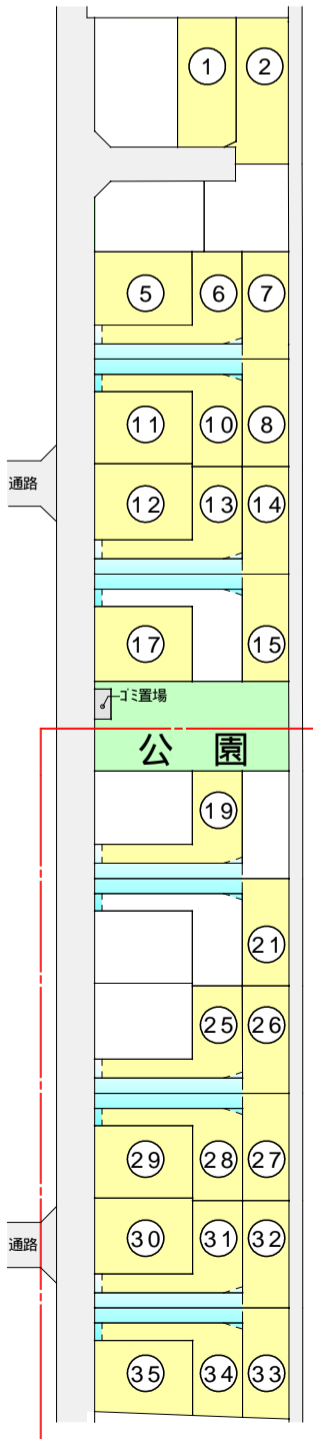 ① ②
⑤ ⑥ ⑦
⑪ ⑩ ⑧
通路
⑫ ⑬ ⑭
⑰ ⑮
ゴミ置場
公園
⑲
㉑
㉕ ㉖
㉙ ㉘ ㉗
通路
㉚ ㉛ ㉜
㉟ ㉞ ㉝